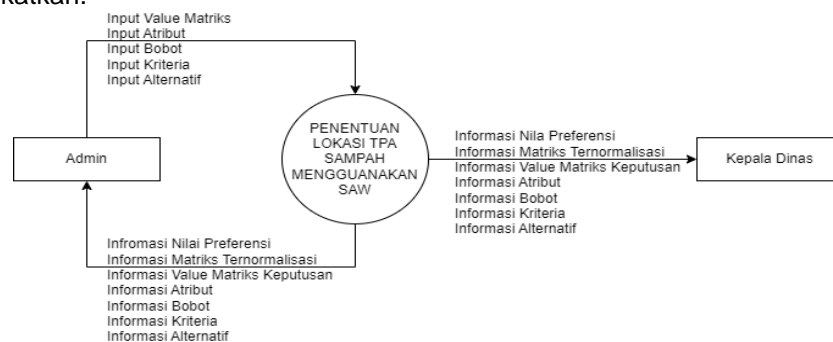 katkan.
Input Value Matriks
Input Atribut
Input Bobot
Input Kriteria
Input Alternatif
Admin
PENENTUAN
LOKASI TPA
SAMPAH
MENGGUANAKAN
SAW
Informasi Nila Preferensi
Informasi Matriks Ternormalisasi
Informasi Value Matriks Keputusan
Informasi Atribut
Informasi Bobot
Informasi Kriteria
Informasi Alternatif
Kepala Dinas
Infromasi Nilai Preferensi
Informasi Matriks Ternormalisasi
Informasi Value Matriks Keputusan
Informasi Atribut
Informasi Bobot
Informasi Kriteria
Informasi Alternatif